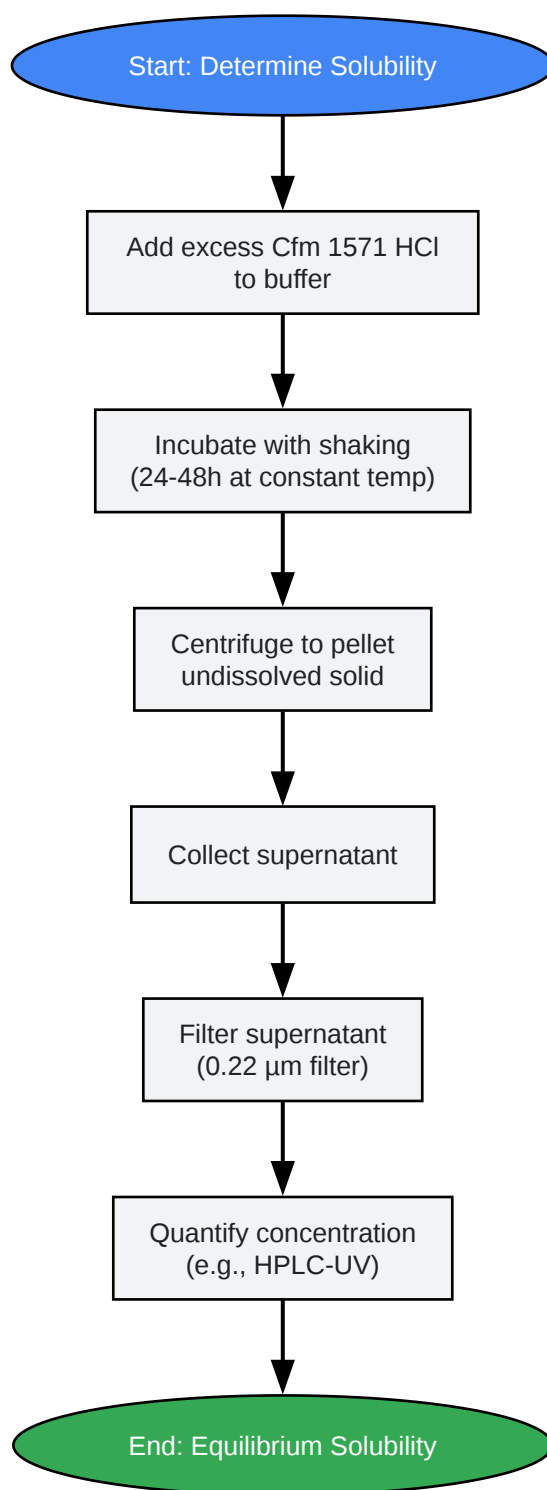 Start: Determine Solubility
Add excess Cfm 1571 HCl
to buffer
Incubate with shaking
(24-48h at constant temp)
Centrifuge to pellet
undissolved solid
Collect supernatant
Filter supernatant
(0.22 µm filter)
Quantify concentration
(e.g., HPLC-UV)
End: Equilibrium Solubility